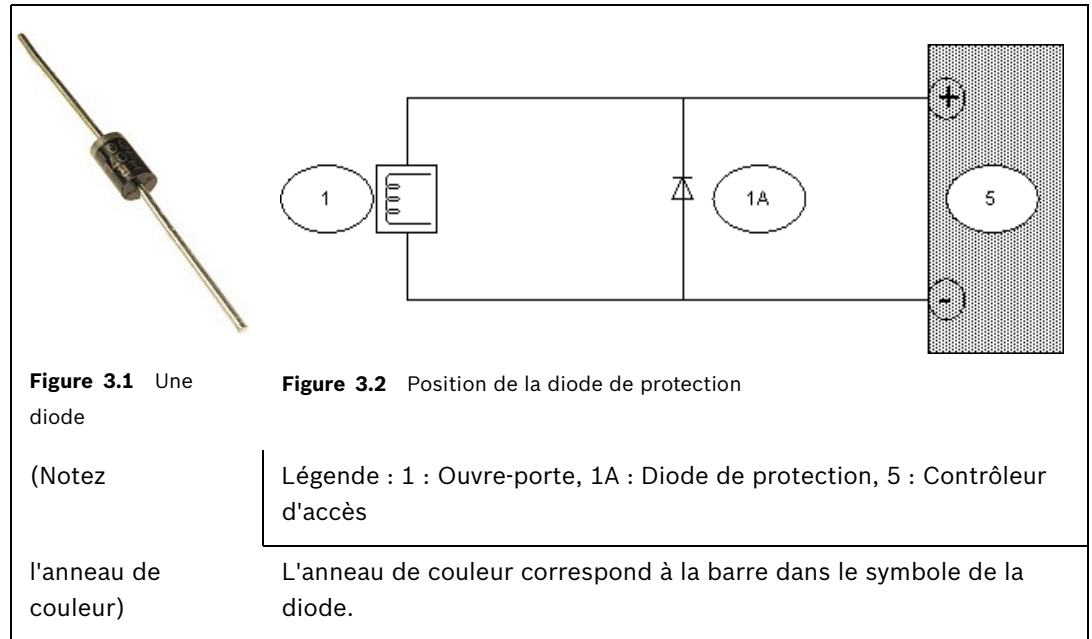 +
1
1A
5
-
Figure 3.1 Une
diode
Figure 3.2 Position de la diode de protection
(Notez
Légende : 1 : Ouvre-porte, 1A : Diode de protection, 5 : Contrôleur
d'accès
l'anneau de
couleur)
L'anneau de couleur correspond à la barre dans le symbole de la
diode.